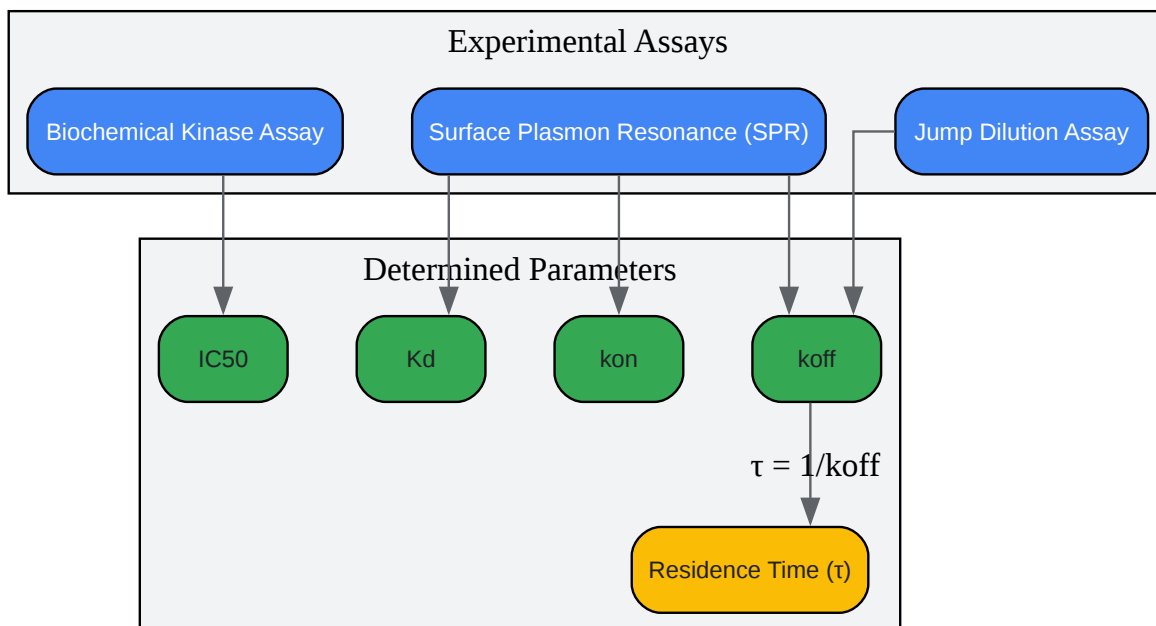 Experimental Assays
Biochemical Kinase Assay
Surface Plasmon Resonance (SPR)
Jump Dilution Assay
Determined Parameters
IC50
Kd
kon
koff
τ = 1/koff
Residence Time (τ)